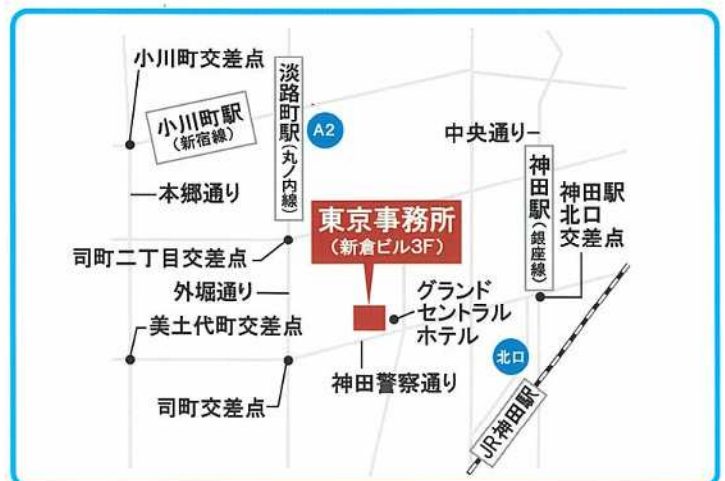 小川町交差点
小川町駅
(新宿線)
淡路町駅(丸ノ内線)
A2
中央通り
神田駅(銀座線)
神田駅
北口
交差点
本郷通り
東京事務所
(新倉ビル3F)
司町二丁目交差点
外堀通り
グランド
セントラル
ホテル
美土代町交差点
北口
神田警察通り
司町交差点
JR神田駅